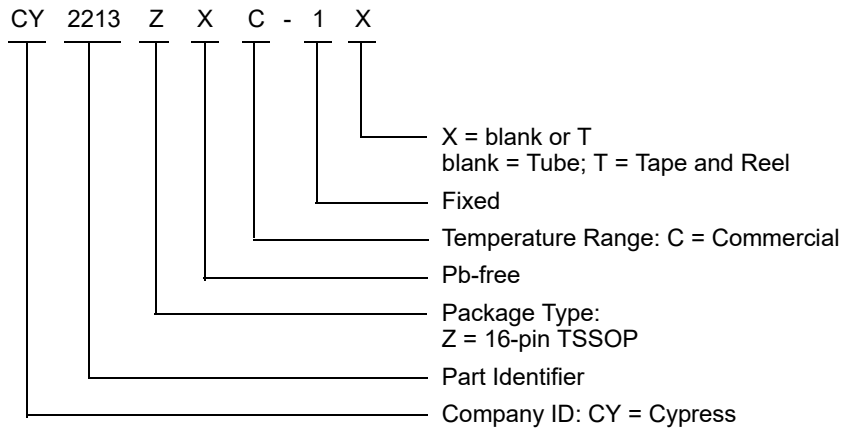 CY 2213 Z X C - 1 X
X = blank or T
blank = Tube; T = Tape and Reel
Fixed
Temperature Range: C = Commercial
Pb-free
Package Type:
Z = 16-pin TSSOP
Part Identifier
Company ID: CY = Cypress